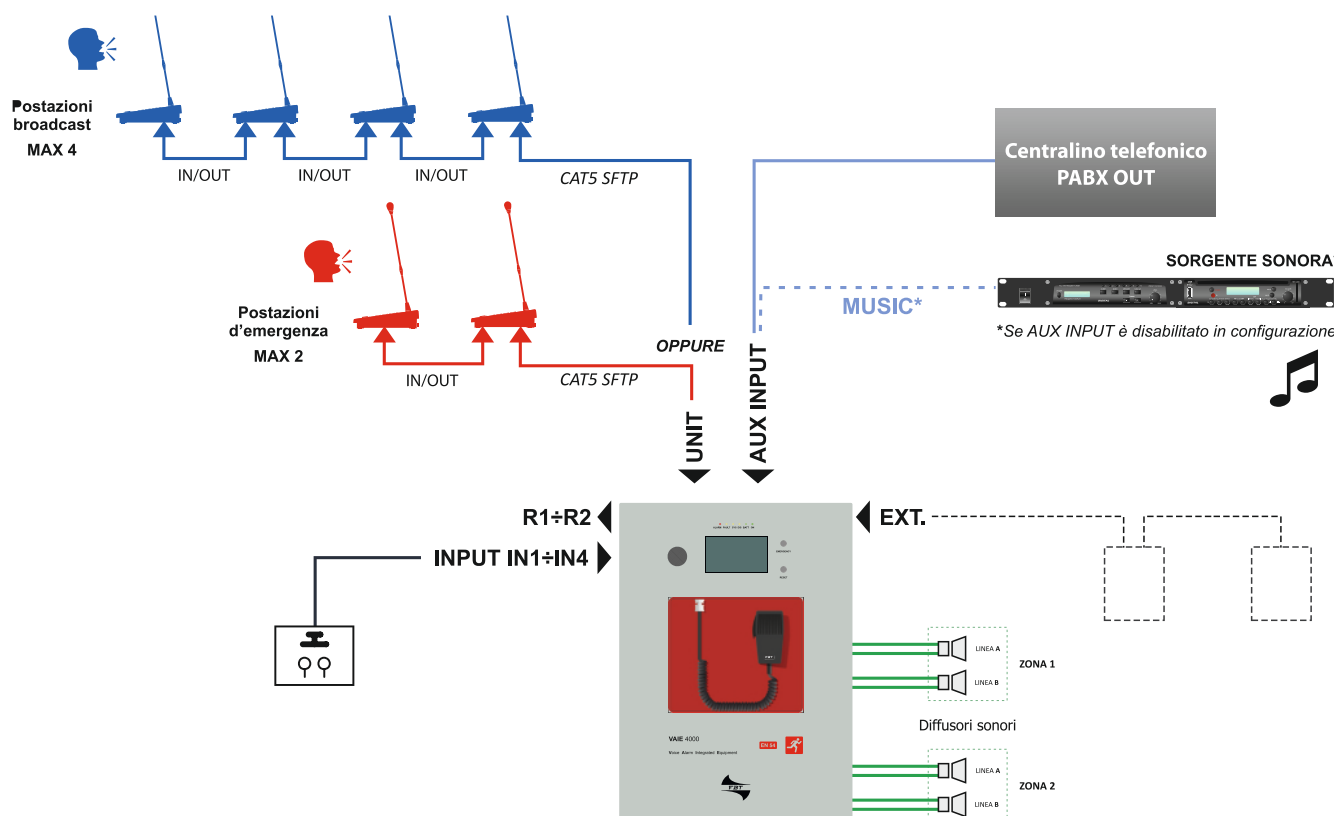 Postazioni
broadcast
MAX 4
IN/OUT
IN/OUT
IN/OUT
CAT5 SFTP
Centralino telefonico
PABX OUT
SORGENTE SONORA*
MUSIC*
*Se AUX INPUT è disabilitato in configurazione
Postazioni
d'emergenza
MAX 2
IN/OUT
CAT5 SFTP
OPPURE
UNIT
AUX INPUT
R1÷R2
EXT.
INPUT IN1÷IN4
EMERGENCY
RESET
LINEA A
LINEA B
ZONA 1
Diffusori sonori
LINEA A
LINEA B
ZONA 2
VAIE 4000
EN 54
Voice Alarm Integrated Equipment
FBT